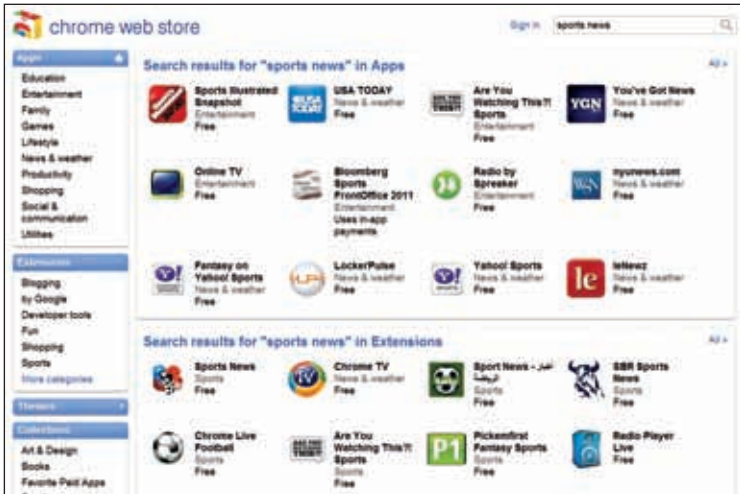 chrome web store
Sign in
sports news
Apps
Education
Entertainment
Family
Games
Lifestyle
News & weather
Productivity
Shopping
Social &
communication
Utilities
Extensions
Blogging
by Google
Developer tools
Fun
Shopping
Sports
More categories
Themes
Collections
Art & Design
Books
Favorite Paid Apps
Search results for "sports news" in Apps
All »
Sports Illustrated
Snapshot
Entertainment
Free
USA TODAY
News & weather
Free
Are You
Watching This?!
Sports
Entertainment
Free
YGN
You've Got News
News & weather
Free
Online TV
Entertainment
Free
Bloomberg
Sports
FrontOffice 2011
Entertainment
Uses in-app
payments
Radio by
Spreaker
Entertainment
Free
nyunews.com
News & weather
Free
Fantasy on
Yahoo! Sports
News & weather
Free
LockerPulse
News & weather
Free
Yahoo! Sports
News & weather
Free
le
leNewz
News & weather
Free
Search results for "sports news" in Extensions
All »
Sports News
Sports
Free
TV
Chrome TV
News & weather
Free
Sport News - اخبار
الرياضة
Sports
Free
SBR Sports
News
Sports
Free
Chrome Live
Football
Sports
Free
Are You
Watching This?!
Sports
Sports
Free
P1
Pickemfirst
Fantasy Sports
Sports
Free
Radio Player
Live
Free